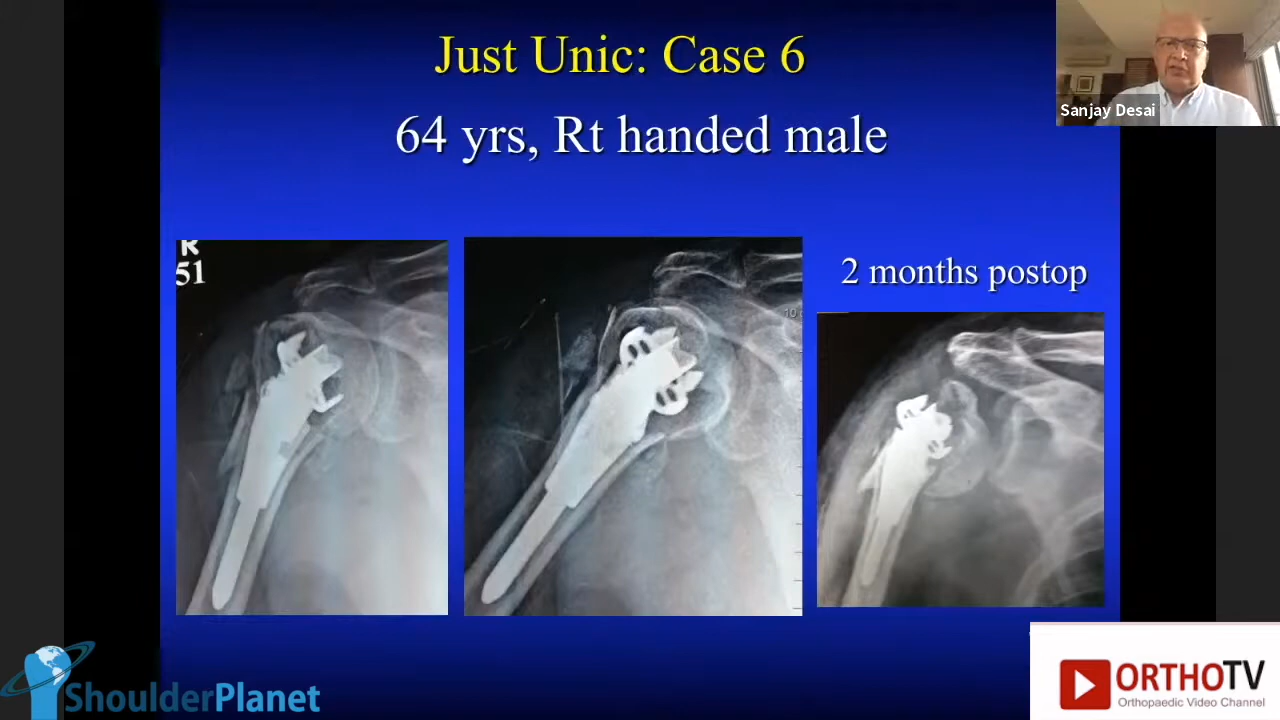 Just Unic: Case 6
Sanjay Desai
64 yrs, Rt handed male
R
51
10
2 months postop
ShoulderPlanet
ORTHOTV
Orthopaedic Video Channel